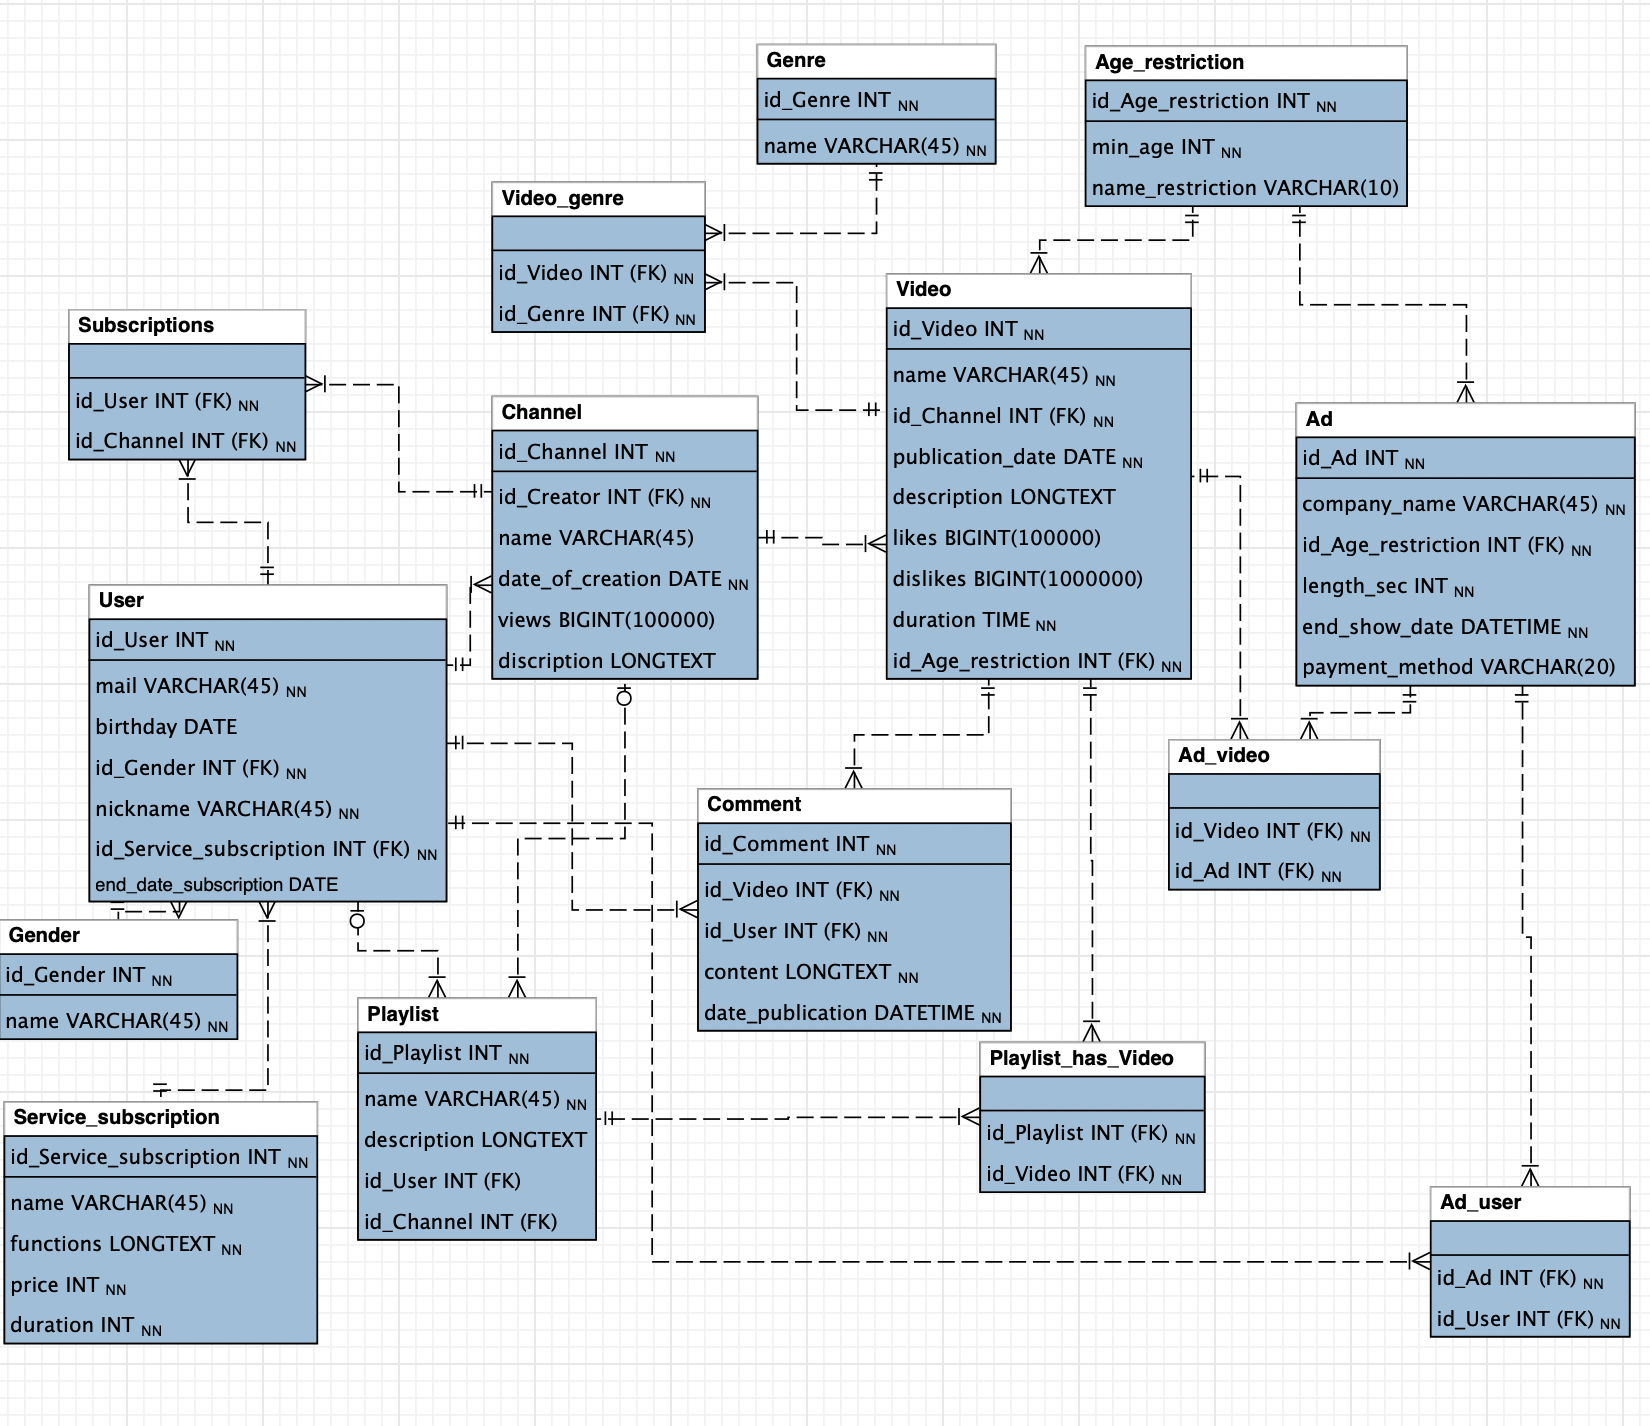 Genre
id_Genre INT NN
name VARCHAR(45) NN
Age_restriction
id_Age_restriction INT NN
min_age INT NN
name_restriction VARCHAR(10)
Video_genre
id_Video INT (FK) NN
id_Genre INT (FK) NN
Video
id_Video INT NN
name VARCHAR(45) NN
id_Channel INT (FK) NN
publication_date DATE NN
description LONGTEXT
likes BIGINT(100000)
dislikes BIGINT(1000000)
duration TIME NN
id_Age_restriction INT (FK) NN
Subscriptions
id_User INT (FK) NN
id_Channel INT (FK) NN
Channel
id_Channel INT NN
id_Creator INT (FK) NN
name VARCHAR(45)
date_of_creation DATE NN
views BIGINT(100000)
discription LONGTEXT
Ad
id_Ad INT NN
company_name VARCHAR(45) NN
id_Age_restriction INT (FK) NN
length_sec INT NN
end_show_date DATETIME NN
payment_method VARCHAR(20)
User
id_User INT NN
mail VARCHAR(45) NN
birthday DATE
id_Gender INT (FK) NN
nickname VARCHAR(45) NN
id_Service_subscription INT (FK) NN
end_date_subscription DATE
Ad_video
id_Video INT (FK) NN
id_Ad INT (FK) NN
Comment
id_Comment INT NN
id_Video INT (FK) NN
id_User INT (FK) NN
content LONGTEXT NN
date_publication DATETIME NN
Gender
id_Gender INT NN
name VARCHAR(45) NN
Playlist
id_Playlist INT NN
name VARCHAR(45) NN
description LONGTEXT
id_User INT (FK)
id_Channel INT (FK)
Playlist_has_Video
id_Playlist INT (FK) NN
id_Video INT (FK) NN
Service_subscription
id_Service_subscription INT NN
name VARCHAR(45) NN
functions LONGTEXT NN
price INT NN
duration INT NN
Ad_user
id_Ad INT (FK) NN
id_User INT (FK) NN